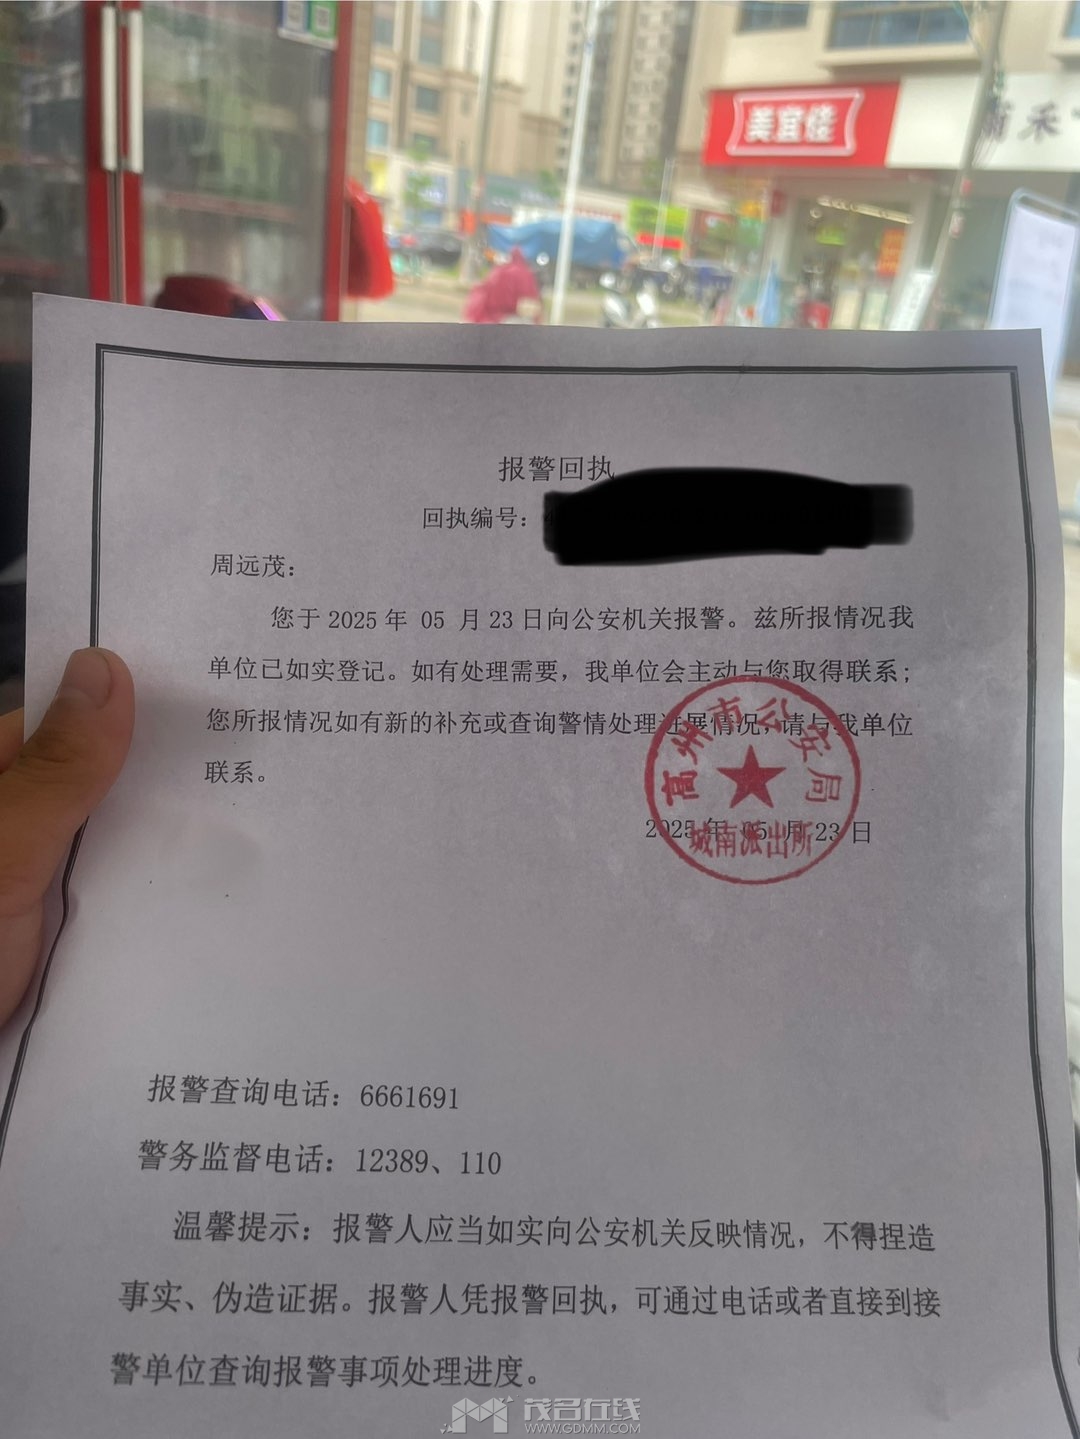 美宜佳
禾
报警回执
回执编号：
周远茂：
您于 2025 年 05 月 23 日向公安机关报警。兹所报情况我
单位已如实登记。如有处理需要，我单位会主动与您取得联系；
您所报情况如有新的补充或查询警情处理进展情况，请与我单位
联系。
高州市公安局
2025 年 05 月 23 日
城南派出所
报警查询电话：6661691
警务监督电话：12389、110
温馨提示：报警人应当如实向公安机关反映情况，不得捏造
事实、伪造证据。报警人凭报警回执，可通过电话或者直接到接
警单位查询报警事项处理进度。
茂名在线
WWW.GDMM.COM